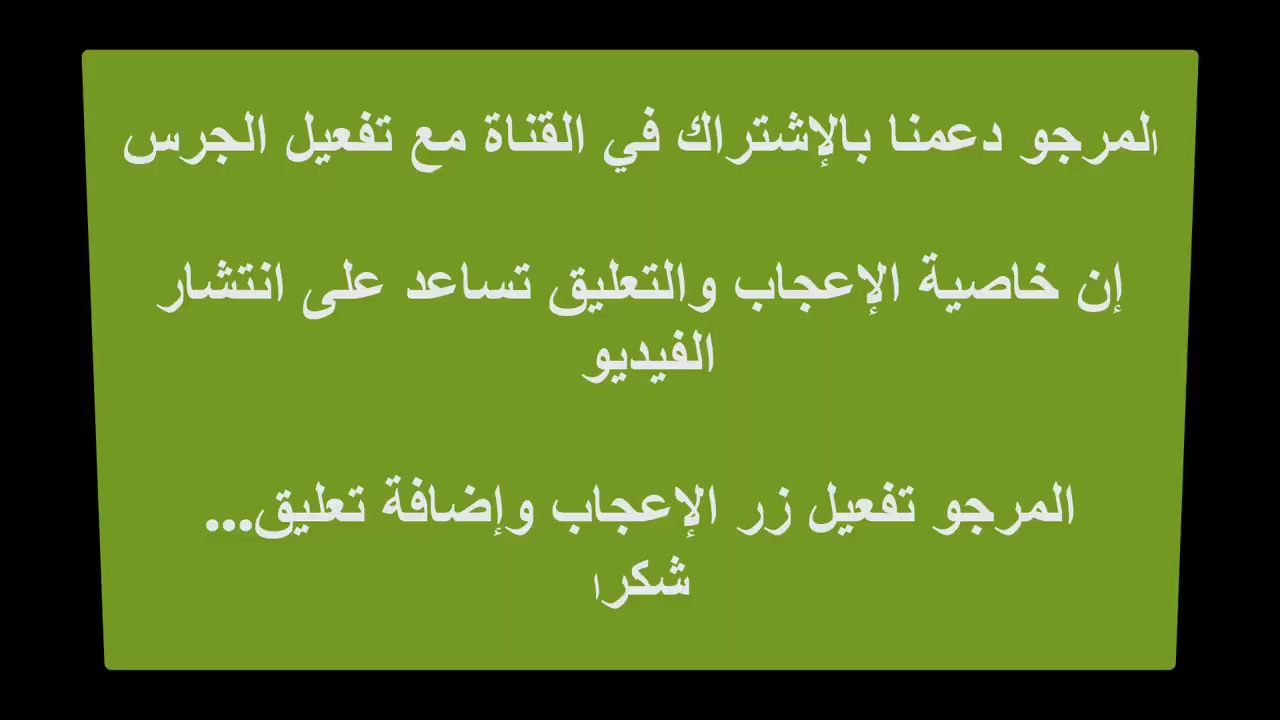 المرجو دعمنا بالإشتراك في القناة مع تفعيل الجرس
إن خاصية الإعجاب والتعليق تساعد على انتشار
الفيديو
المرجو تفعيل زر الإعجاب وإضافة تعليق...
شكرا